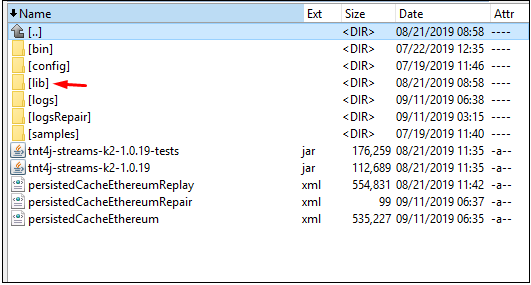 Name Ext Size Date Attr
[..] <DIR> 08/21/2019 08:58 ----
[bin] <DIR> 07/22/2019 12:35 ----
[config] <DIR> 07/19/2019 11:46 ----
[lib] <DIR> 08/21/2019 08:58 ----
[logs] <DIR> 09/11/2019 06:38 ----
[logsRepair] <DIR> 09/11/2019 03:15 ----
[samples] <DIR> 07/19/2019 11:40 ----
tnt4j-streams-k2-1.0.19-tests jar 176,259 08/21/2019 11:35 -a--
tnt4j-streams-k2-1.0.19 jar 112,689 08/21/2019 11:35 -a--
persistedCacheEthereumReplay xml 554,831 08/21/2019 11:42 -a--
persistedCacheEthereumRepair xml 99 09/11/2019 06:37 -a--
persistedCacheEthereum xml 535,227 09/11/2019 06:35 -a--